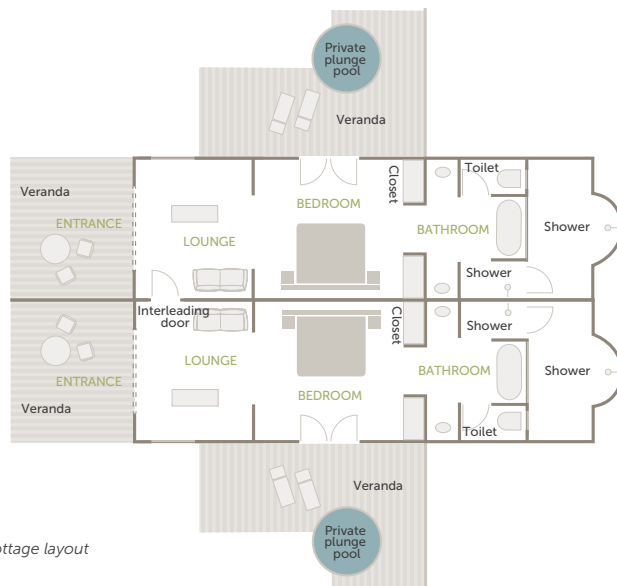 Private
plunge
pool
Veranda
Toilet
Closet
Veranda
BEDROOM
ENTRANCE
BATHROOM
Shower
LOUNGE
Shower
Interleading
door
Closet
Shower
LOUNGE
BATHROOM
Shower
ENTRANCE
BEDROOM
Veranda
Toilet
Veranda
Private
plunge
pool
ottage layout